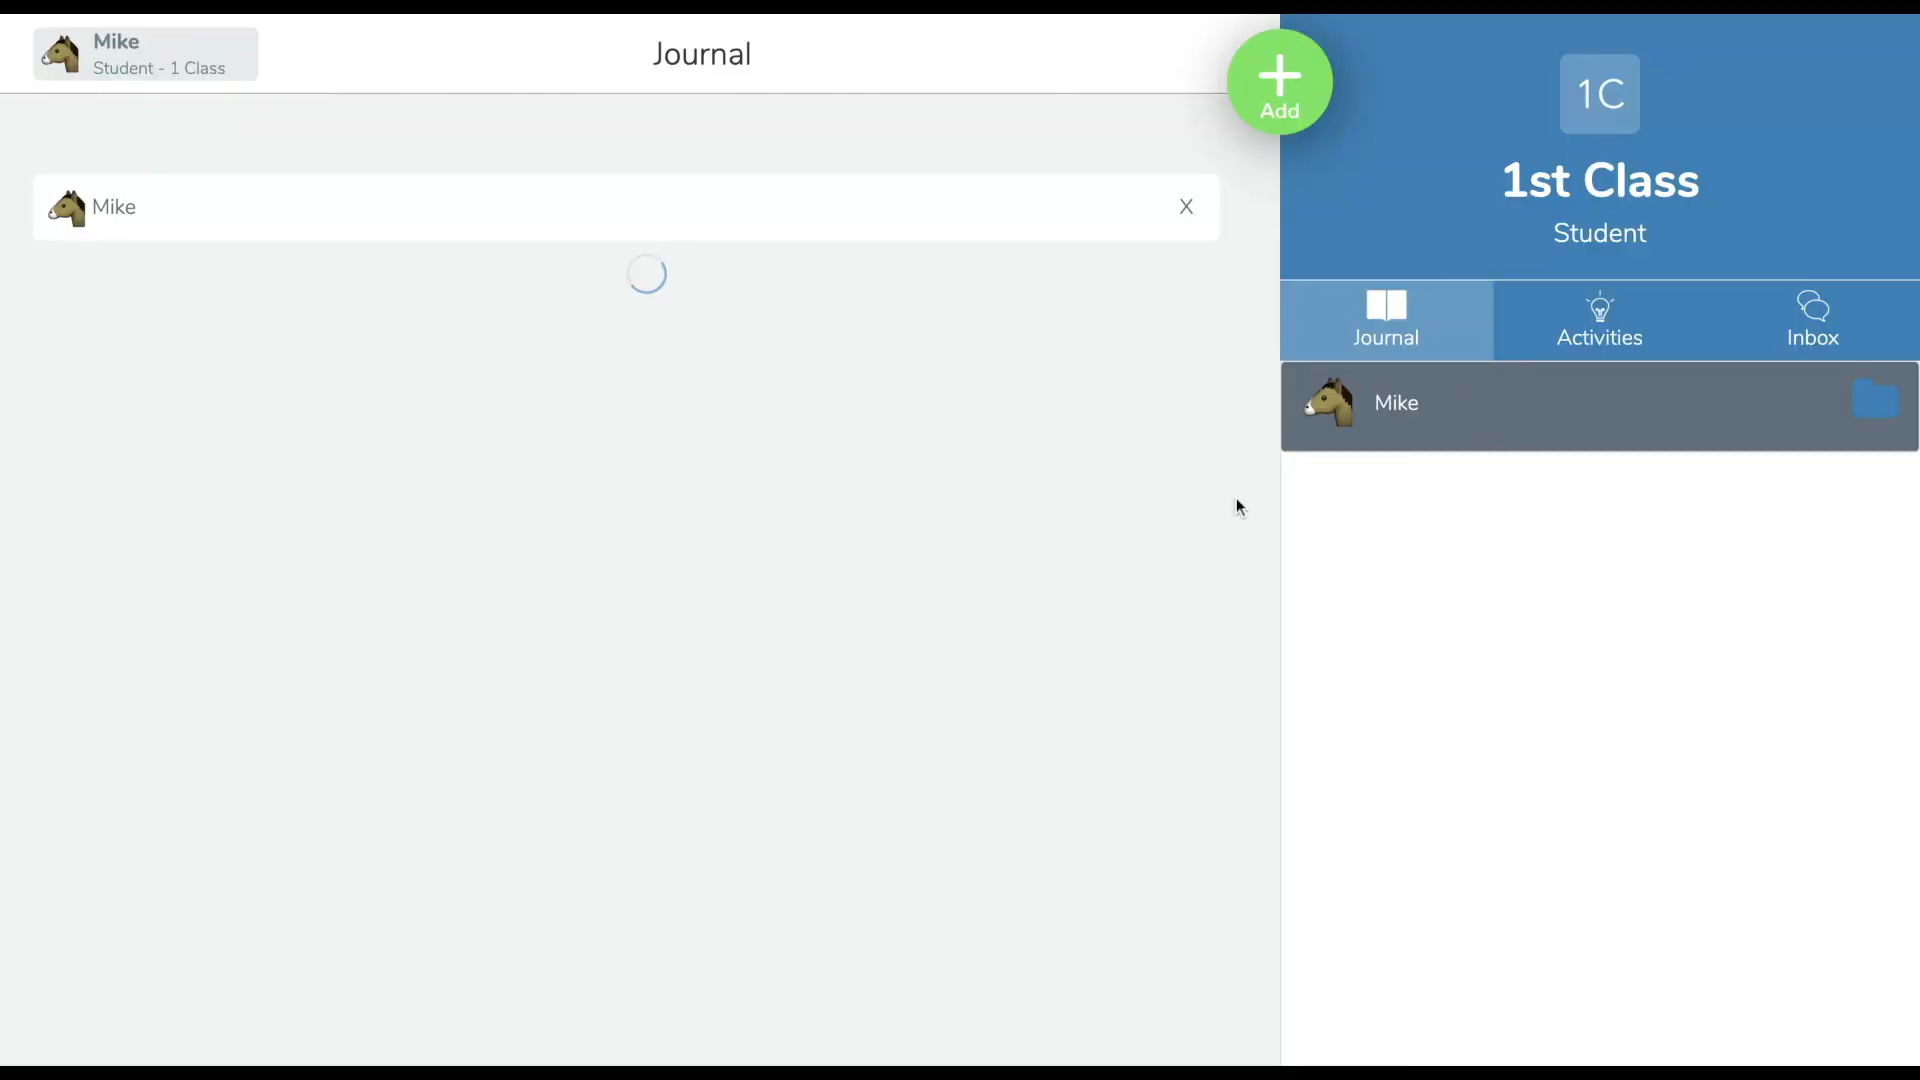 Mike
Student - 1 Class
Journal
Add
Mike
X
1C
1st Class
Student
Journal
Activities
Inbox
Mike